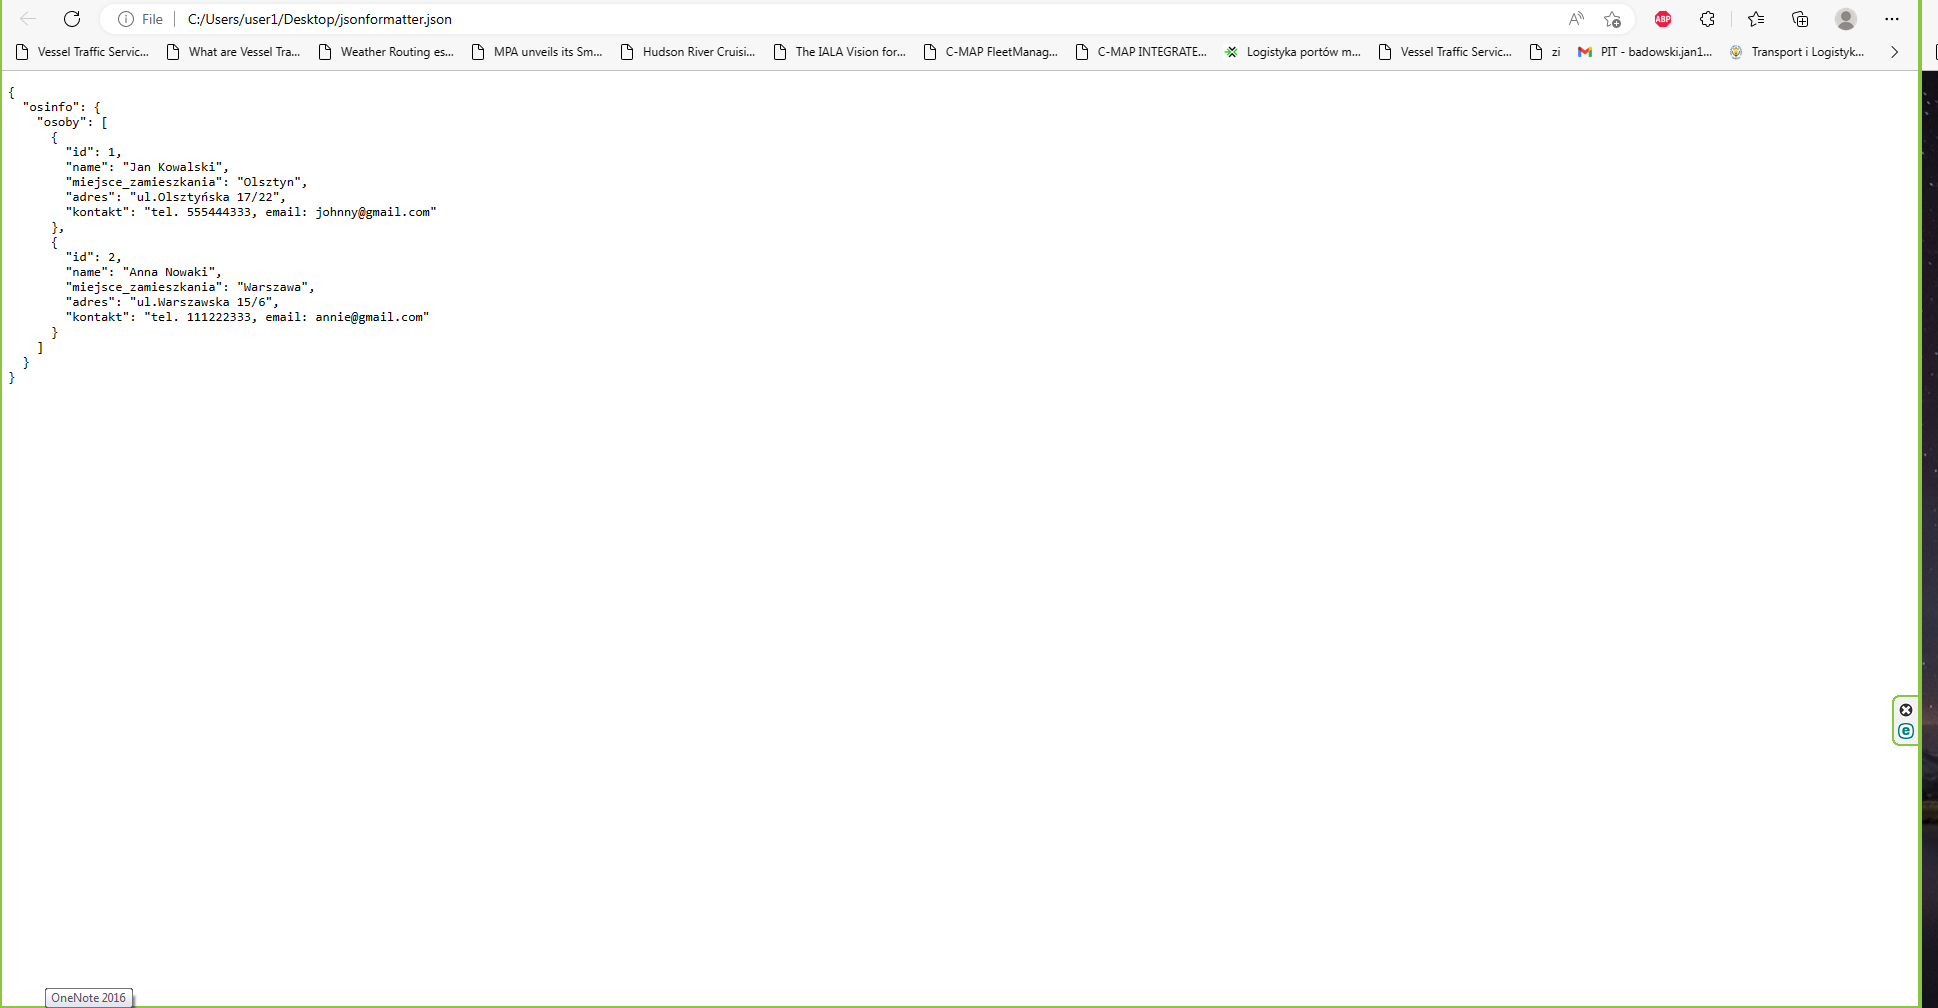 File
C:/Users/user1/Desktop/jsonformatter.json
ABP
Vessel Traffic Servic...
What are Vessel Tra...
Weather Routing es...
MPA unveils its Sm...
Hudson River Cruisi...
The IALA Vision for...
C-MAP FleetManag...
C-MAP INTEGRATE...
Logistyka portów m...
Vessel Traffic Servic...
zi
PIT - badowski.jan1...
Transport i Logistyk...
{
  "osinfo": {
    "osoby": [
      {
        "id": 1,
        "name": "Jan Kowalski",
        "miejsce_zamieszkania": "Olsztyn",
        "adres": "ul.Olsztyńska 17/22",
        "kontakt": "tel. 555444333, email: johnny@gmail.com"
      },
      {
        "id": 2,
        "name": "Anna Nowaki",
        "miejsce_zamieszkania": "Warszawa",
        "adres": "ul.Warszawska 15/6",
        "kontakt": "tel. 111222333, email: annie@gmail.com"
      }
    ]
  }
}
OneNote 2016